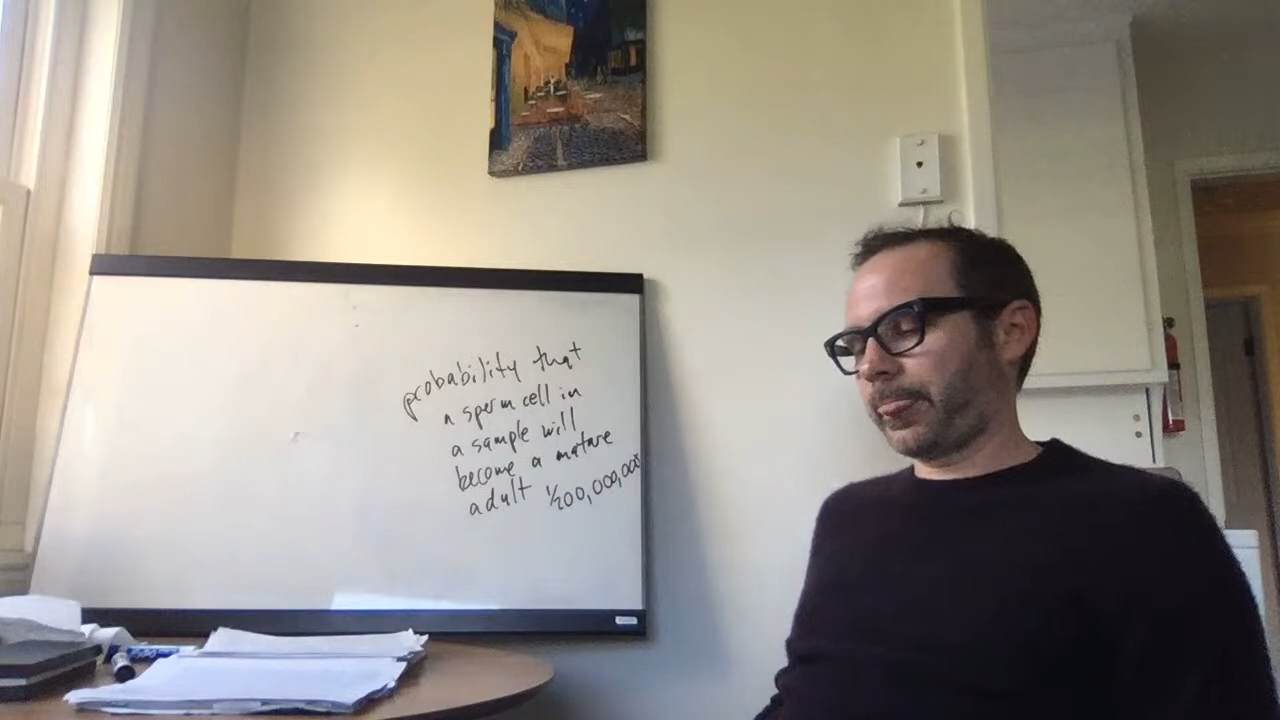 probability that
a sperm cell in
a sample will
become a mature
adult 1/200,000,000